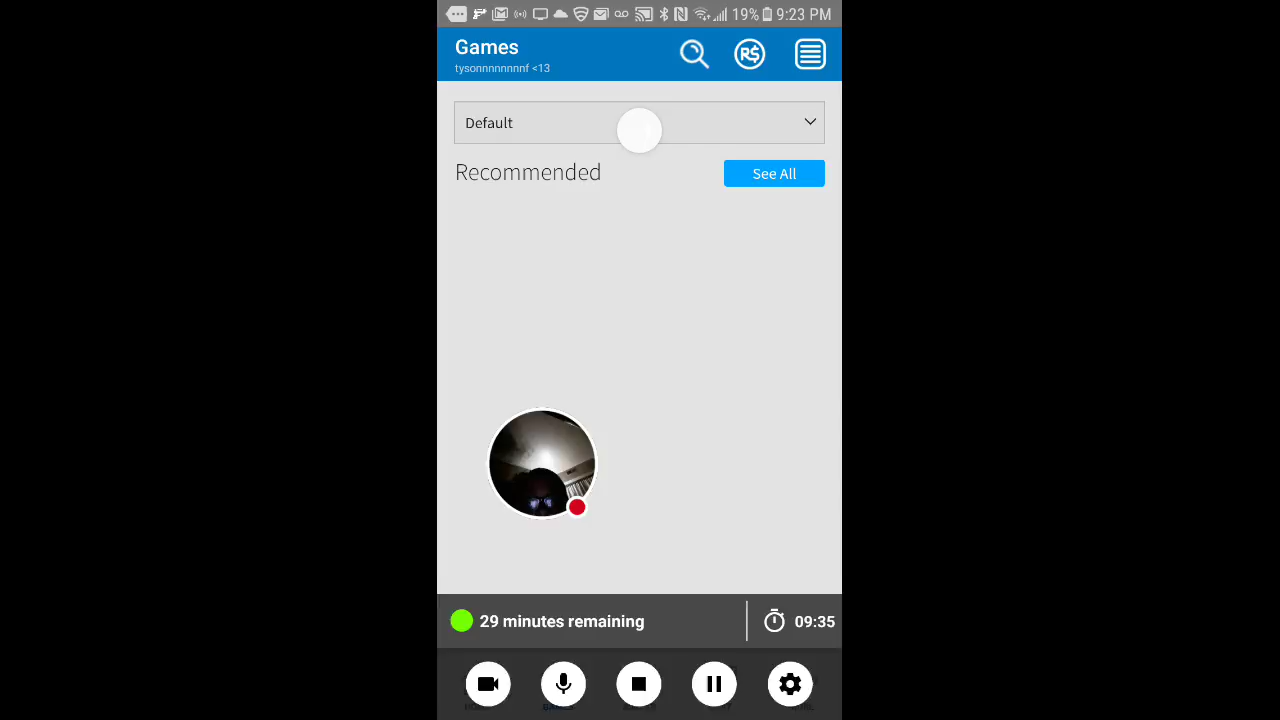 19% 9:23 PM
Games
tysonnnnnnnnf <13
R$
Default
Recommended
See All
29 minutes remaining
09:35